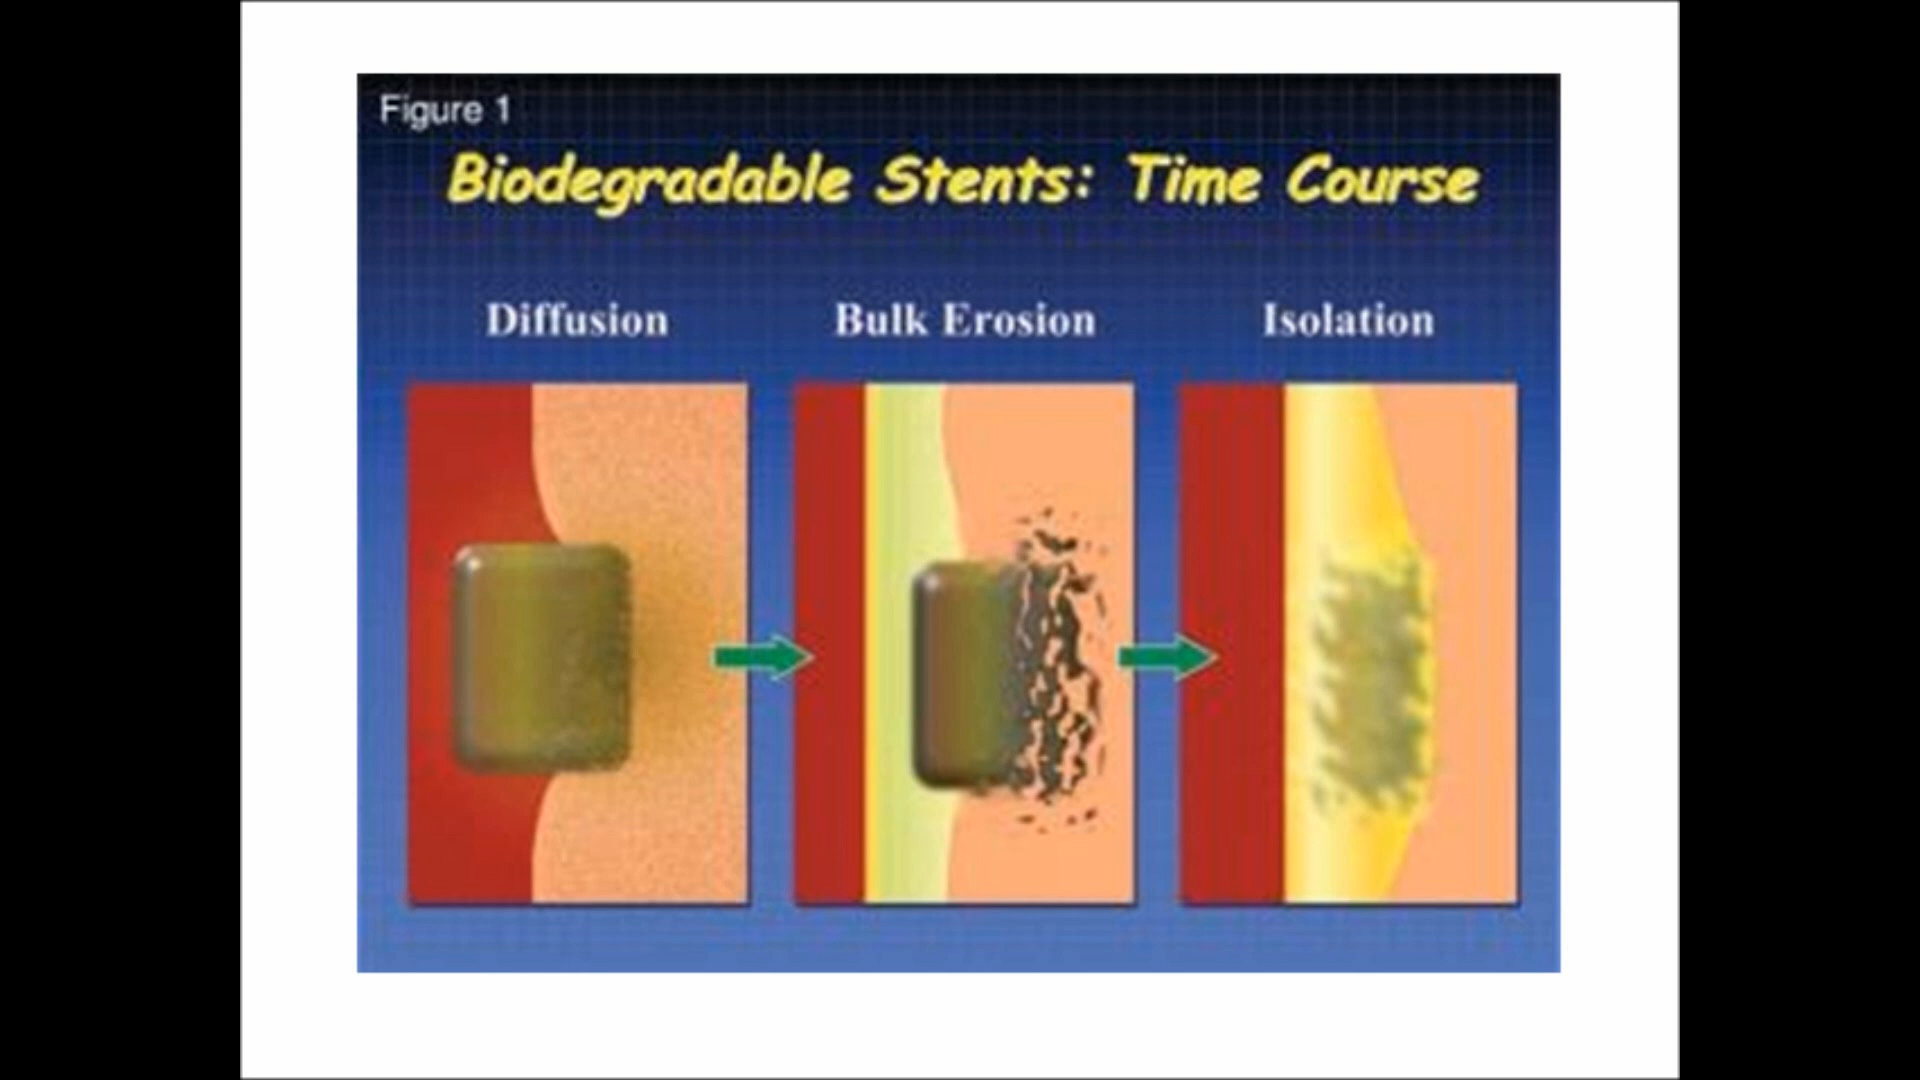 Figure 1
Biodegradable Stents: Time Course
Diffusion
Bulk Erosion
Isolation